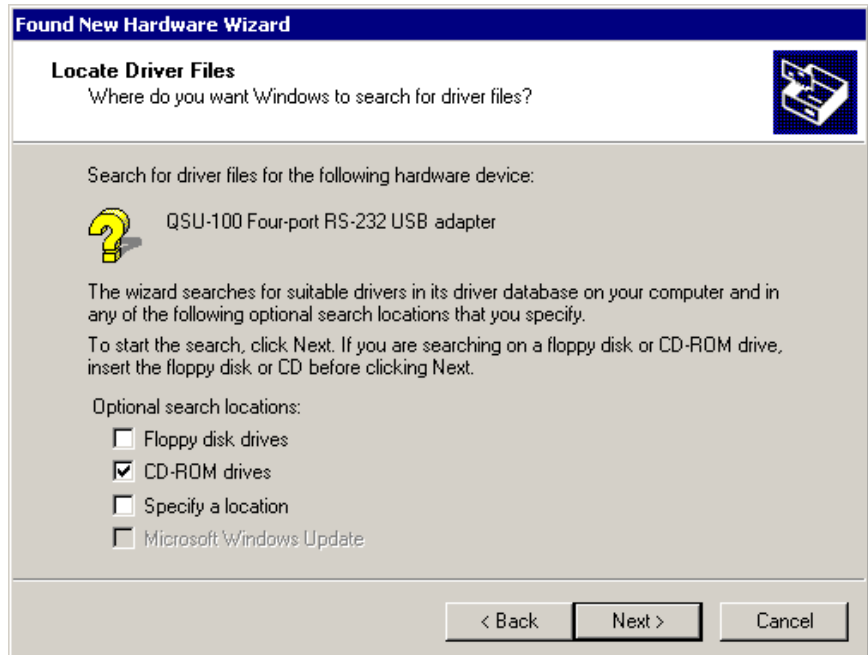 Found New Hardware Wizard
Locate Driver Files
Where do you want Windows to search for driver files?
Search for driver files for the following hardware device:
QSU-100 Four-port RS-232 USB adapter
The wizard searches for suitable drivers in its driver database on your computer and in
any of the following optional search locations that you specify.
To start the search, click Next. If you are searching on a floppy disk or CD-ROM drive,
insert the floppy disk or CD before clicking Next.
Optional search locations:
Floppy disk drives
CD-ROM drives
Specify a location
Microsoft Windows Update
< Back Next > Cancel